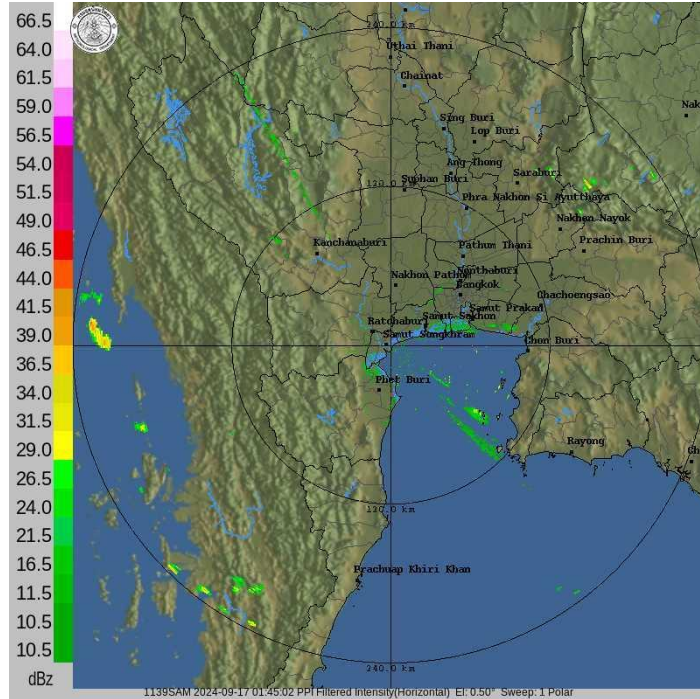 66.5
64.0
61.5
59.0
56.5
54.0
51.5
49.0
46.5
44.0
41.5
39.0
36.5
34.0
31.5
29.0
26.5
24.0
21.5
16.5
11.5
10.5
10.5
dBz
240.0 km
Uthai Thani
Chainat
Nak
Sing Buri
Lop Buri
Ang Thong
Saraburi
Suphan Buri
120.0 km
Phra Nakhon Si Ayutthaya
Nakhon Nayok
Kanchanaburi
Pathum Thani
Prachin Buri
Nonthaburi
Nakhon Pathom
Bangkok
Chachoengsao
Samut Prakan
Samut Sakhon
Ratchaburi
Samut Songkhram
Chon Buri
Phet Buri
Rayong
Ch
120.0 km
Prachuap Khiri Khan
240.0 km
1139SAM 2024-09-17 01:45:02 PPI Filtered Intensity(Horizontal) El: 0.50° Sweep: 1 Polar